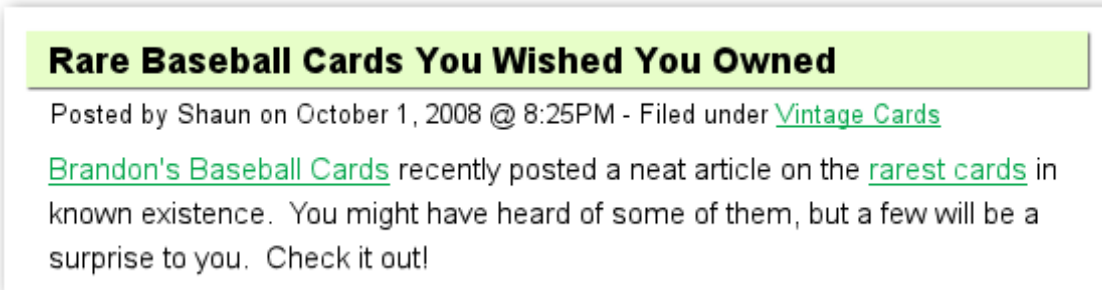 Rare Baseball Cards You Wished You Owned
Posted by Shaun on October 1, 2008 @ 8:25PM - Filed under Vintage Cards
Brandon's Baseball Cards recently posted a neat article on the rarest cards in
known existence.  You might have heard of some of them, but a few will be a
surprise to you.  Check it out!